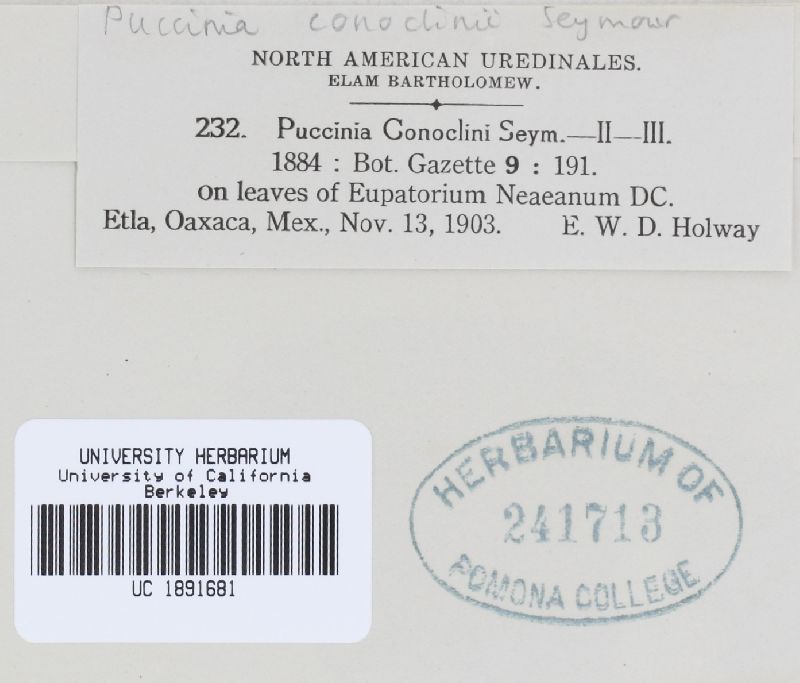 Puccinia conoclinii Seymour
NORTH AMERICAN UREDINALES.
ELAM BARTHOLOMEW.
232. Puccinia Conoclini Seym.—II—III.
1884 : Bot. Gazette 9 : 191.
on leaves of Eupatorium Neaeanum DC.
Etla, Oaxaca, Mex., Nov. 13, 1903. E. W. D. Holway
UNIVERSITY HERBARIUM
University of California
Berkeley
UC 1891681
HERBARIUM OF
241713
POMONA COLLEGE